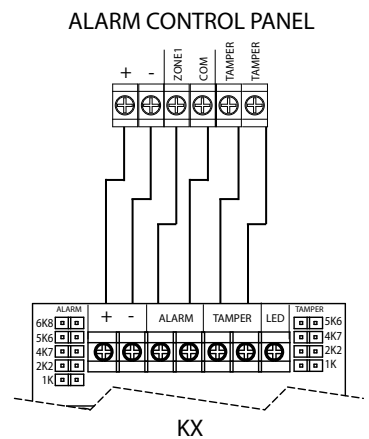 ALARM CONTROL PANEL
+ - ZONE1 COM TAMPER TAMPER
ALARM + - ALARM TAMPER LED TAMPER
6K8 5K6
5K6 4K7
4K7 2K2
2K2 1K
1K
KX